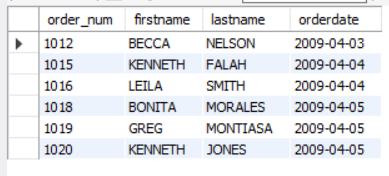 order_num firstname lastname orderdate
1012 BECCA NELSON 2009-04-03
1015 KENNETH FALAH 2009-04-04
1016 LEILA SMITH 2009-04-04
1018 BONITA MORALES 2009-04-05
1019 GREG MONTIASA 2009-04-05
1020 KENNETH JONES 2009-04-05